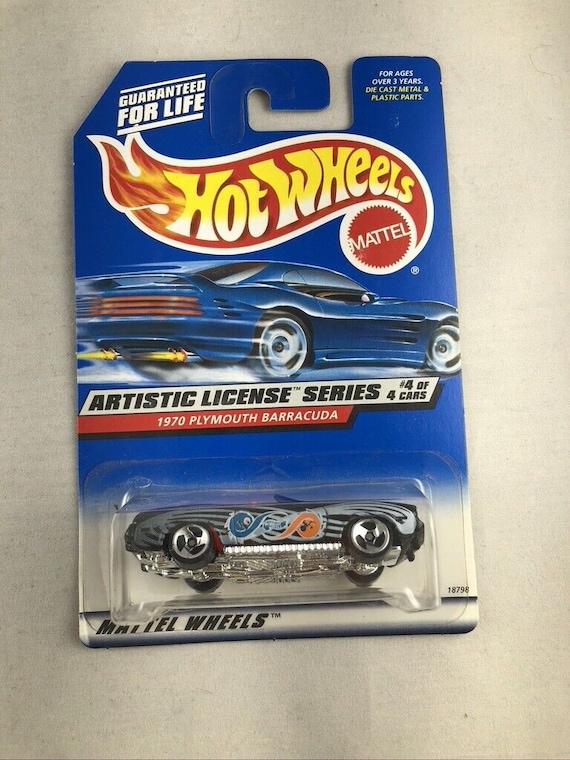 GUARANTEED
FOR LIFE
FOR AGES
OVER 3 YEARS.
DIE CAST METAL &
PLASTIC PARTS.
HOT WHEELS
MATTEL
®
ARTISTIC LICENSE™ SERIES #4 OF 4 CARS
1970 PLYMOUTH BARRACUDA
18798
MATTEL WHEELS™